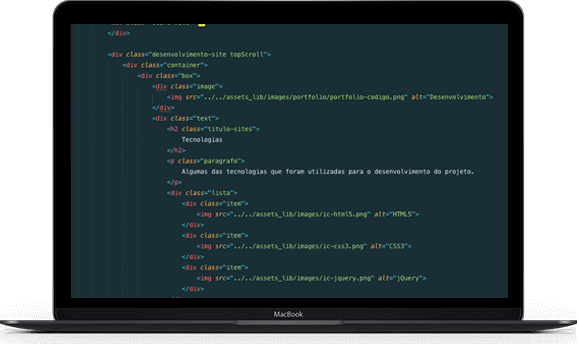 </div>
<div class="desenvolvimento-site topScroll">
<div class="container">
<div class="box">
<div class="image">
<img src="../../assets_lib/images/portfolio/portfolio-codigo.png" alt="Desenvolvimento">
</div>
<div class="text">
<h2 class="titulo-sites">
Tecnologias
</h2>
<p class="paragrafo">
Algumas das tecnologias que foram utilizadas para o desenvolvimento do projeto.
</p>
<div class="lista">
<div class="item">
<img src="../../assets_lib/images/ic-html5.png" alt="HTML5">
</div>
<div class="item">
<img src="../../assets_lib/images/ic-css3.png" alt="CSS3">
</div>
<div class="item">
<img src="../../assets_lib/images/ic-jquery.png" alt="jQuery">
</div>
MacBook